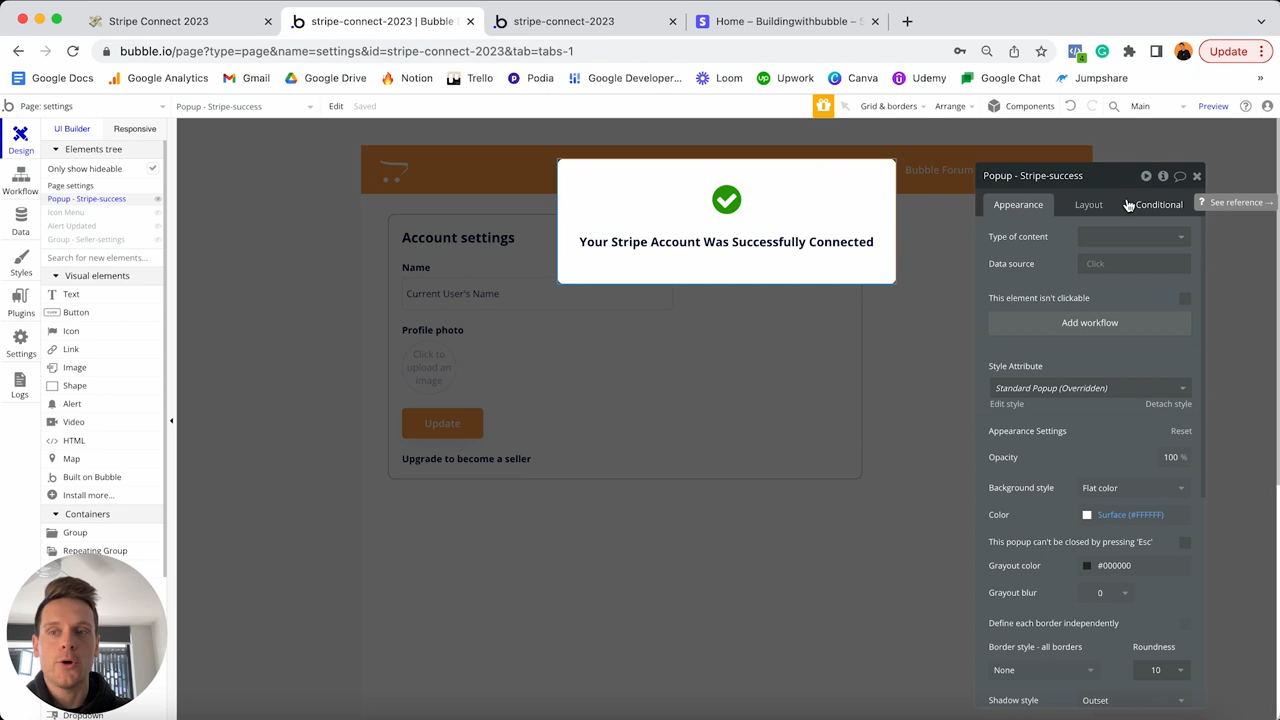 Stripe Connect 2023
stripe-connect-2023 | Bubble
stripe-connect-2023
Home – Buildingwithbubble – S
bubble.io/page?type=page&name=settings&id=stripe-connect-2023&tab=tabs-1
4
Update
Google Docs
Google Analytics
Gmail
Google Drive
Notion
Trello
Podia
Google Developer...
Loom
Upwork
Canva
Udemy
Google Chat
Jumpshare
»
Page: settings
Popup - Stripe-success
Edit
Saved
Grid & borders
Arrange
Components
Main
Preview
Design
Workflow
Data
Styles
Plugins
Settings
Logs
UI Builder
Responsive
Elements tree
Only show hideable
Page settings
Popup - Stripe-success
Icon Menu
Alert Updated
Group - Seller-settings
Search for new elements...
Visual elements
Text
Button
Icon
Link
Image
Shape
Alert
Video
HTML
Map
Built on Bubble
Install more...
Containers
Group
Repeating Group
Dropdown
Bubble Forum
Your Stripe Account Was Successfully Connected
Account settings
Name
Current User's Name
Profile photo
Click to
upload an
image
Update
Upgrade to become a seller
Popup - Stripe-success
Appearance
Layout
Conditional
? See reference →
Type of content
Data source
Click
This element isn't clickable
Add workflow
Style Attribute
Standard Popup (Overridden)
Edit style
Detach style
Appearance Settings
Reset
Opacity
100 %
Background style
Flat color
Color
Surface (#FFFFFF)
This popup can't be closed by pressing 'Esc'
Grayout color
#000000
Grayout blur
0
Define each border independently
Border style - all borders
Roundness
None
10
Shadow style
Outset